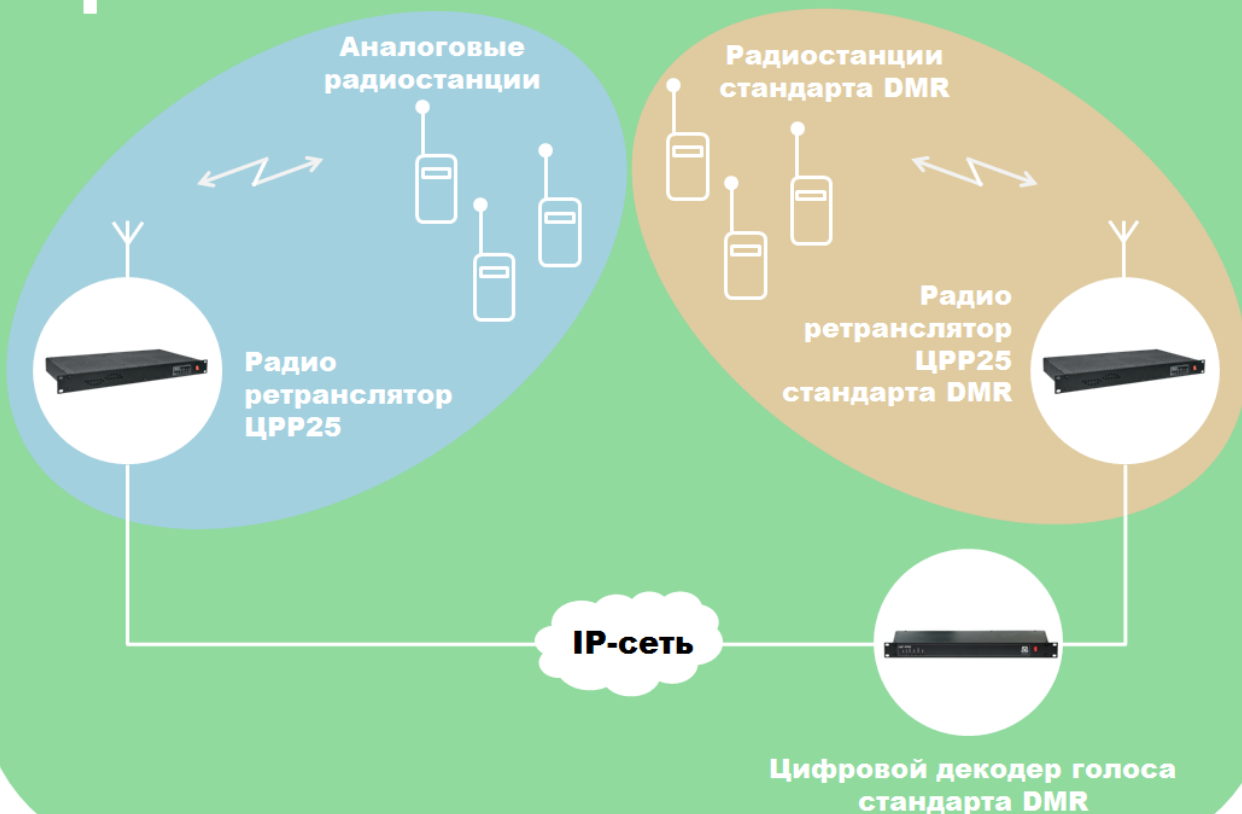 Аналоговые
радиостанции
Радиостанции
стандарта DMR
Радио
ретранслятор
ЦРР25
Радио
ретранслятор
ЦРР25
стандарта DMR
IP-сеть
Цифровой декодер голоса
стандарта DMR